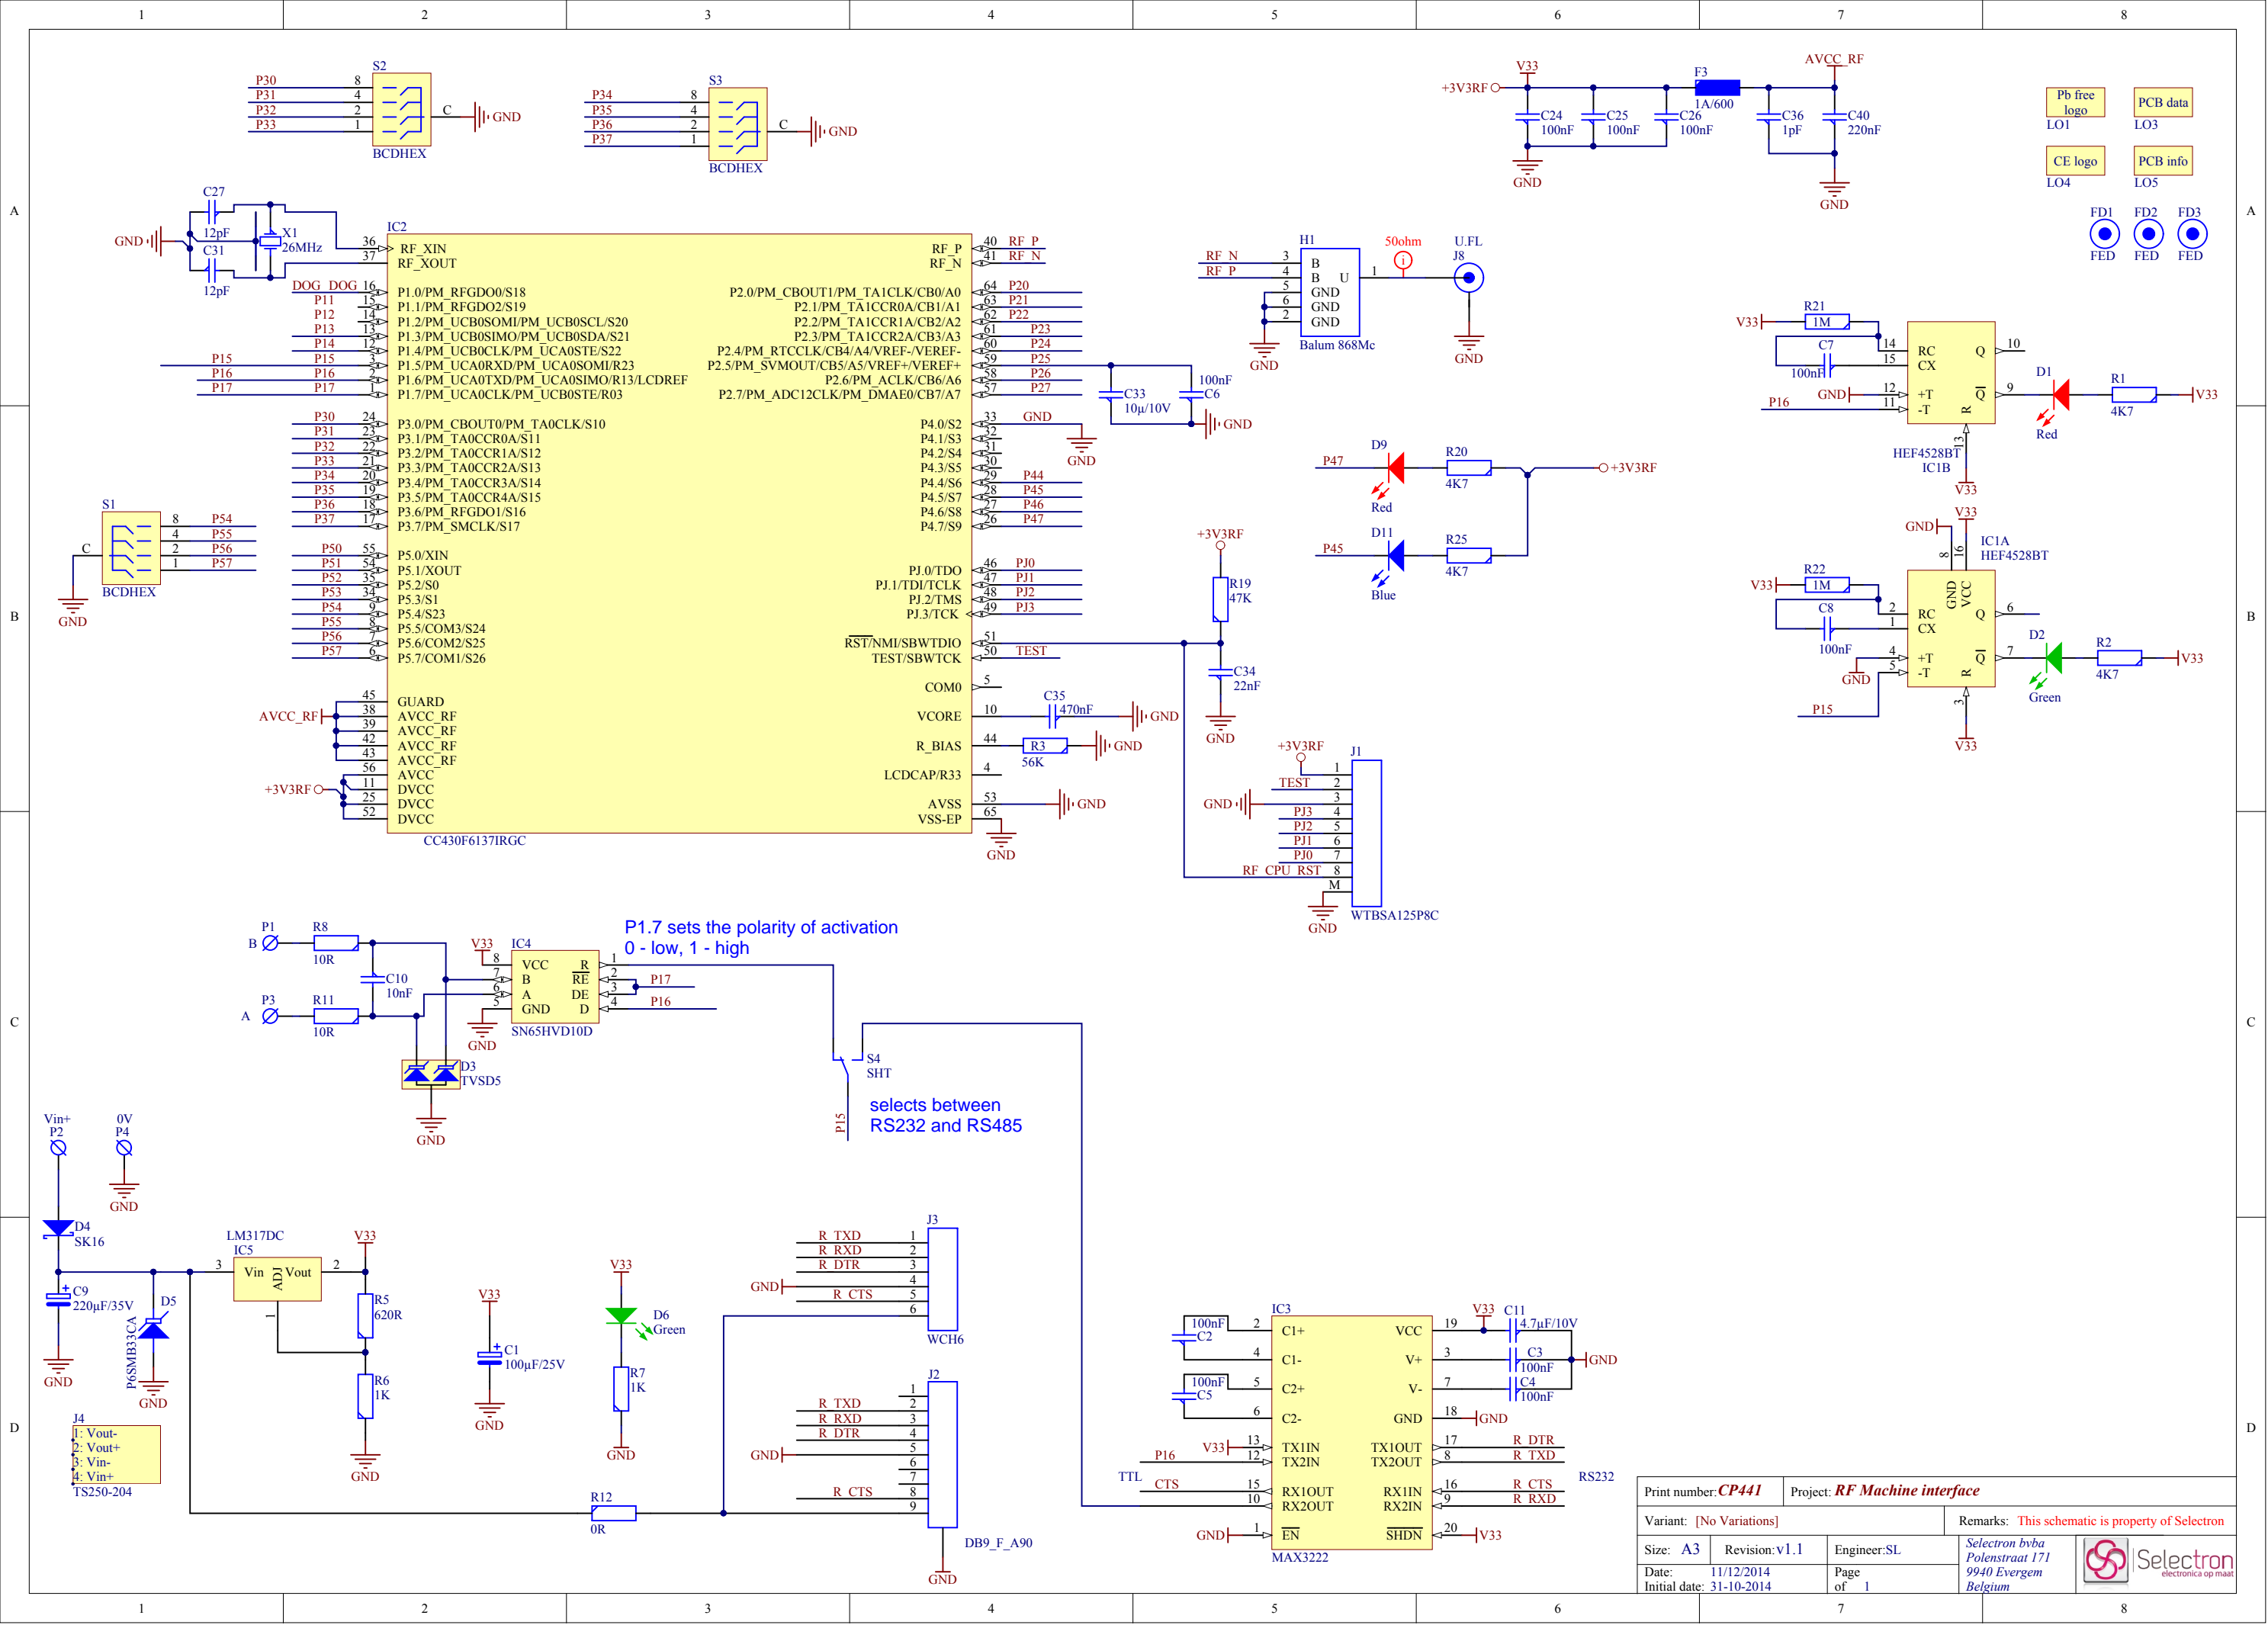 1 2 3 4 5 6 7 8
A
B
C
D
S2
P30 8
P31 4
P32 2
P33 1
C
GND
BCDHEX
S3
P34 8
P35 4
P36 2
P37 1
C
GND
BCDHEX
+3V3RF
V33
F3
1A/600
AVCC_RF
C24
100nF
C25
100nF
C26
100nF
C36
1pF
C40
220nF
GND
GND
Pb free
logo
LO1
PCB data
LO3
CE logo
LO4
PCB info
LO5
FD1 FD2 FD3
FED FED FED
C27
12pF
GND
X1
26MHz
C31
12pF
IC2
36 RF_XIN
37 RF_XOUT
DOG_DOG 16 P1.0/PM_RFGDO0/S18
P11 15 P1.1/PM_RFGDO2/S19
P12 14 P1.2/PM_UCB0SOMI/PM_UCB0SCL/S20
P13 13 P1.3/PM_UCB0SIMO/PM_UCB0SDA/S21
P14 12 P1.4/PM_UCB0CLK/PM_UCA0STE/S22
P15 P15 3 P1.5/PM_UCA0RXD/PM_UCA0SOMI/R23
P16 P16 2 P1.6/PM_UCA0TXD/PM_UCA0SIMO/R13/LCDREF
P17 P17 1 P1.7/PM_UCA0CLK/PM_UCB0STE/R03
P30 24 P3.0/PM_CBOUT0/PM_TA0CLK/S10
P31 23 P3.1/PM_TA0CCR0A/S11
P32 22 P3.2/PM_TA0CCR1A/S12
P33 21 P3.3/PM_TA0CCR2A/S13
P34 20 P3.4/PM_TA0CCR3A/S14
P35 19 P3.5/PM_TA0CCR4A/S15
P36 18 P3.6/PM_RFGDO1/S16
P37 17 P3.7/PM_SMCLK/S17
P50 55 P5.0/XIN
P51 54 P5.1/XOUT
P52 35 P5.2/S0
P53 34 P5.3/S1
P54 9 P5.4/S23
P55 8 P5.5/COM3/S24
P56 7 P5.6/COM2/S25
P57 6 P5.7/COM1/S26
45 GUARD
AVCC_RF 38 AVCC_RF
39 AVCC_RF
42 AVCC_RF
43 AVCC_RF
56 AVCC
+3V3RF 11 DVCC
25 DVCC
52 DVCC
CC430F6137IRGC
RF_P 40 RF_P
RF_N 41 RF_N
P2.0/PM_CBOUT1/PM_TA1CLK/CB0/A0 64 P20
P2.1/PM_TA1CCR0A/CB1/A1 63 P21
P2.2/PM_TA1CCR1A/CB2/A2 62 P22
P2.3/PM_TA1CCR2A/CB3/A3 61 P23
P2.4/PM_RTCCLK/CB4/A4/VREF-/VEREF- 60 P24
P2.5/PM_SVMOUT/CB5/A5/VREF+/VEREF+ 59 P25
P2.6/PM_ACLK/CB6/A6 58 P26
P2.7/PM_ADC12CLK/PM_DMAE0/CB7/A7 57 P27
P4.0/S2 33 GND
P4.1/S3 32
P4.2/S4 31
P4.3/S5 30
P4.4/S6 29 P44
P4.5/S7 28 P45
P4.6/S8 27 P46
P4.7/S9 26 P47
PJ.0/TDO 46 PJ0
PJ.1/TDI/TCLK 47 PJ1
PJ.2/TMS 48 PJ2
PJ.3/TCK 49 PJ3
RST/NMI/SBWTDIO 51
TEST/SBWTCK 50 TEST
COM0 5
VCORE 10
C35
470nF
GND
R_BIAS 44
R3
56K
GND
LCDCAP/R33 4
AVSS 53 GND
VSS-EP 65
GND
GND
C33
10µ/10V
100nF
C6
GND
S1
C
8 P54
4 P55
2 P56
1 P57
BCDHEX
GND
H1
RF_N 3 B
RF_P 4 B U 1
5 GND
6 GND
2 GND
Balum 868Mc
GND
50ohm
i
U.FL
J8
GND
P47
D9
Red
R20
4K7
+3V3RF
P45
D11
Blue
R25
4K7
+3V3RF
R19
47K
C34
22nF
GND
+3V3RF
J1
1
TEST 2
GND 3
PJ3 4
PJ2 5
PJ1 6
PJ0 7
RF_CPU_RST 8
M
GND
WTBSA125P8C
V33
R21
1M
C7
100nF
14 RC Q 10
15 CX
GND 12 +T Q 9
P16 11 -T R
13
HEF4528BT
IC1B
V33
D1
Red
R1
4K7
V33
GND V33
8 16
IC1A
HEF4528BT
GND VCC
V33
R22
1M
C8
100nF
2 RC Q 6
1 CX
4 +T Q 7
5 -T R
GND
P15
3
V33
D2
Green
R2
4K7
V33
P1.7 sets the polarity of activation
0 - low, 1 - high
P1
B
R8
10R
C10
10nF
P3
A
R11
10R
V33
IC4
8 VCC R 1
7 B RE 2
6 A DE 3
5 GND D 4
P17
P16
GND
SN65HVD10D
D3
TVSD5
GND
S4
SHT
P15
selects between
RS232 and RS485
Vin+
P2
0V
P4
GND
D4
SK16
C9
220µF/35V
GND
D5
P6SMB33CA
GND
LM317DC
IC5
3 Vin Vout 2
ADJ
1
V33
R5
620R
R6
1K
GND
J4
1: Vout-
2: Vout+
3: Vin-
4: Vin+
TS250-204
V33
C1
100µF/25V
GND
V33
D6
Green
R7
1K
GND
R12
0R
J3
R_TXD 1
R_RXD 2
R_DTR 3
GND 4
R_CTS 5
6
WCH6
J2
1
R_TXD 2
R_RXD 3
R_DTR 4
GND 5
6
7
R_CTS 8
9
DB9_F_A90
GND
IC3
100nF
C2
2 C1+
4 C1-
100nF
C5
5 C2+
6 C2-
V33 13 TX1IN
P16 12 TX2IN
TTL
CTS 15 RX1OUT
10 RX2OUT
GND 1 EN
MAX3222
VCC 19
V33
C11
4.7µF/10V
V+ 3
C3
100nF
GND
V- 7
C4
100nF
GND 18 GND
TX1OUT 17 R_DTR
TX2OUT 8 R_TXD
RS232
RX1IN 16 R_CTS
RX2IN 9 R_RXD
SHDN 20 V33
Print number: CP441 Project: RF Machine interface
Variant: [No Variations] Remarks: This schematic is property of Selectron
Size: A3 Revision: v1.1 Engineer: SL
Date: 11/12/2014 Page
Initial date: 31-10-2014 of 1
Selectron bvba
Polenstraat 171
9940 Evergem
Belgium
Selectron
electronica op maat
A
B
C
D
1 2 3 4 5 6 7 8